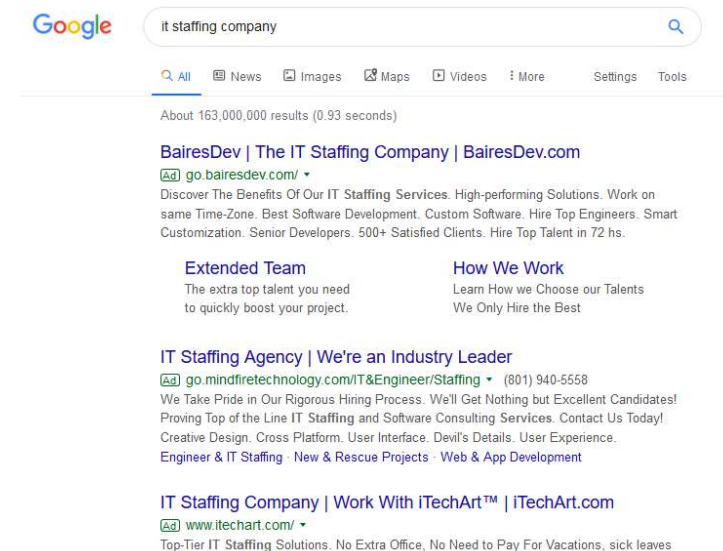 Google
it staffing company
All News Images Maps Videos More Settings Tools
About 163,000,000 results (0.93 seconds)
BairesDev | The IT Staffing Company | BairesDev.com
Ad go.bairesdev.com/
Discover The Benefits Of Our IT Staffing Services. High-performing Solutions. Work on
same Time-Zone. Best Software Development. Custom Software. Hire Top Engineers. Smart
Customization. Senior Developers. 500+ Satisfied Clients. Hire Top Talent in 72 hs.
Extended Team
The extra top talent you need
to quickly boost your project.
How We Work
Learn How we Choose our Talents
We Only Hire the Best
IT Staffing Agency | We're an Industry Leader
Ad go.mindfiretechnology.com/IT&Engineer/Staffing (801) 940-5558
We Take Pride in Our Rigorous Hiring Process. We'll Get Nothing but Excellent Candidates!
Proving Top of the Line IT Staffing and Software Consulting Services. Contact Us Today!
Creative Design. Cross Platform. User Interface. Devil's Details. User Experience.
Engineer & IT Staffing · New & Rescue Projects · Web & App Development
IT Staffing Company | Work With iTechArt™ | iTechArt.com
Ad www.itechart.com/
Top-Tier IT Staffing Solutions. No Extra Office, No Need to Pay For Vacations, sick leaves